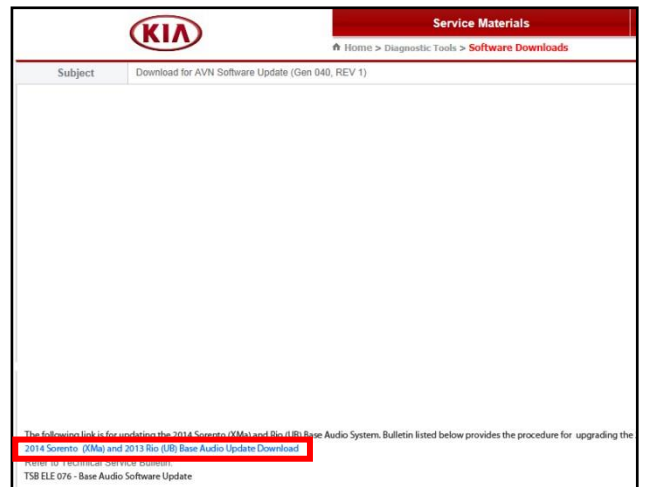 KIA
Service Materials
Home > Diagnostic Tools > Software Downloads
Subject Download for AVN Software Update (Gen 040, REV 1)
The following link is for updating the 2014 Sorento (XMa) and Rio (UB) Base Audio System. Bulletin listed below provides the procedure for upgrading the
2014 Sorento (XMa) and 2013 Rio (UB) Base Audio Update Download
Refer to Technical Service Bulletin:
TSB ELE 076 - Base Audio Software Update